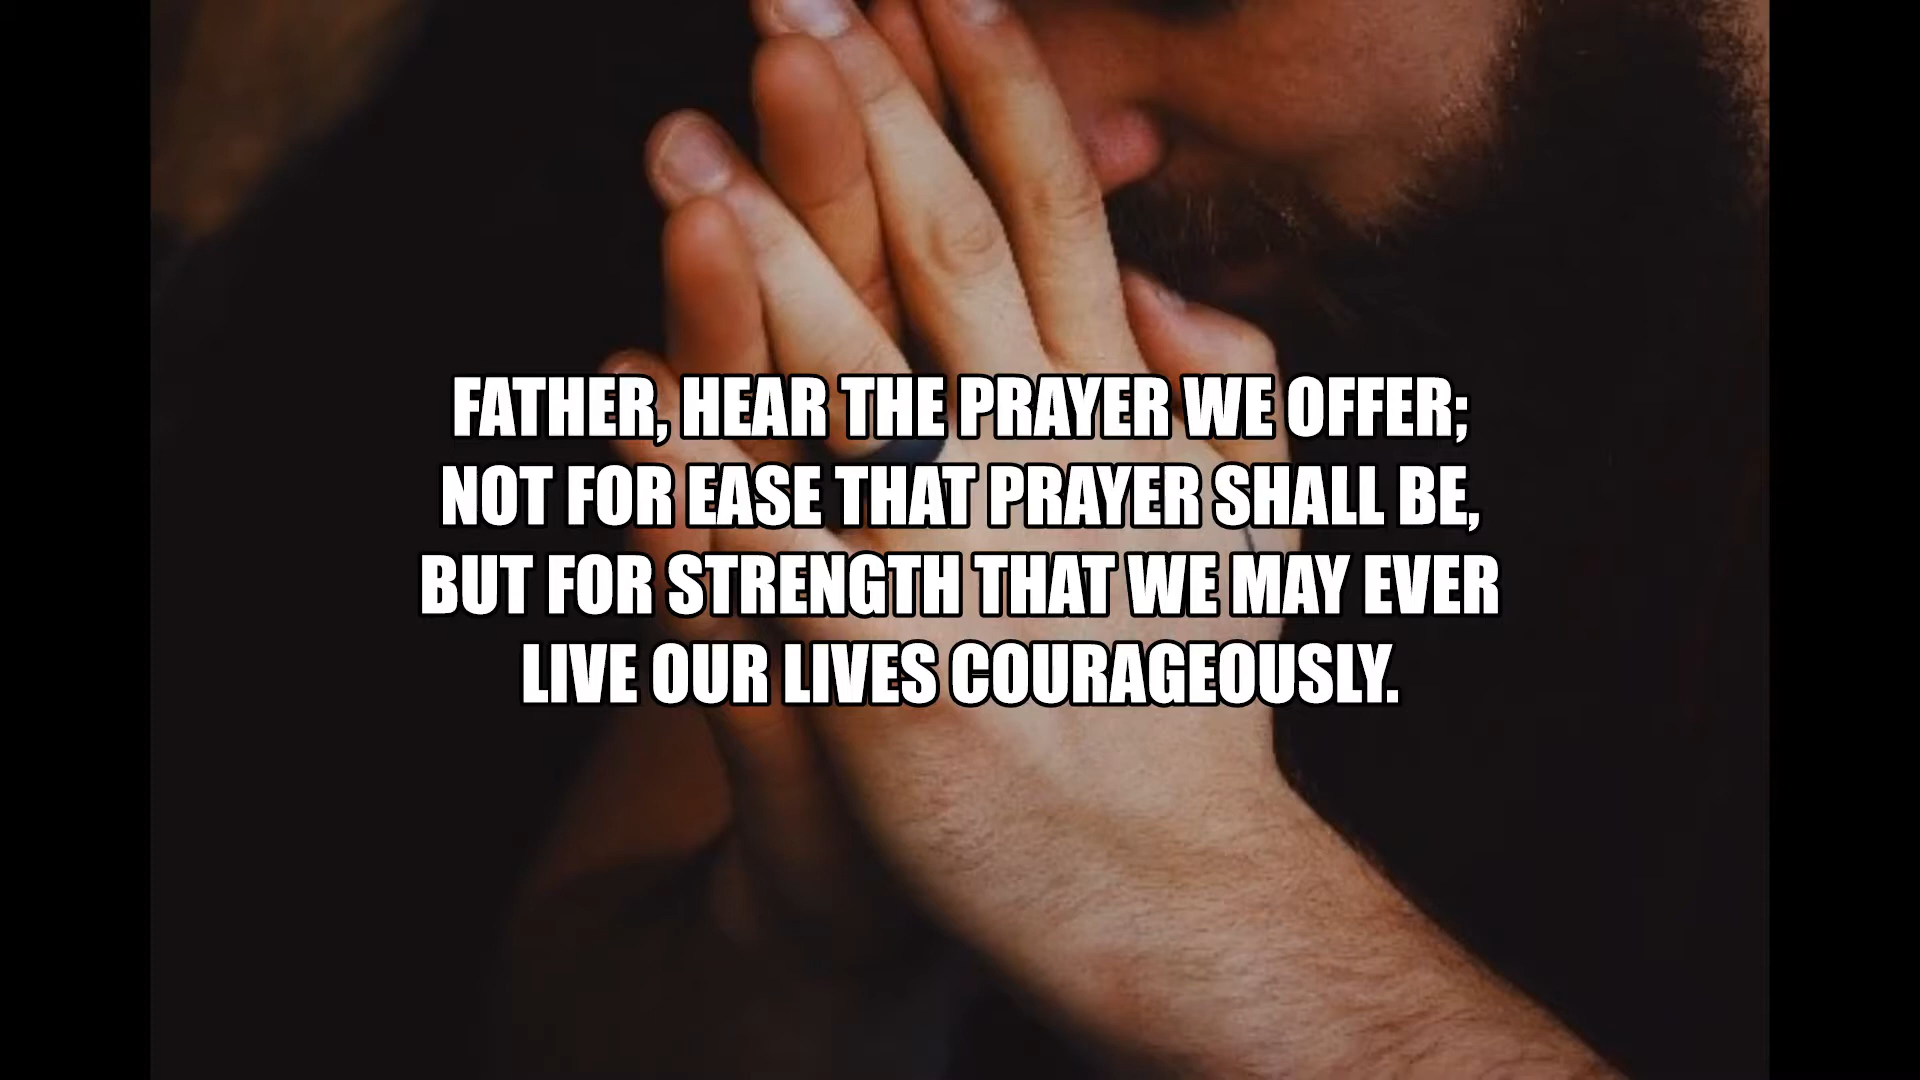 FATHER, HEAR THE PRAYER WE OFFER;
NOT FOR EASE THAT PRAYER SHALL BE,
BUT FOR STRENGTH THAT WE MAY EVER
LIVE OUR LIVES COURAGEOUSLY.